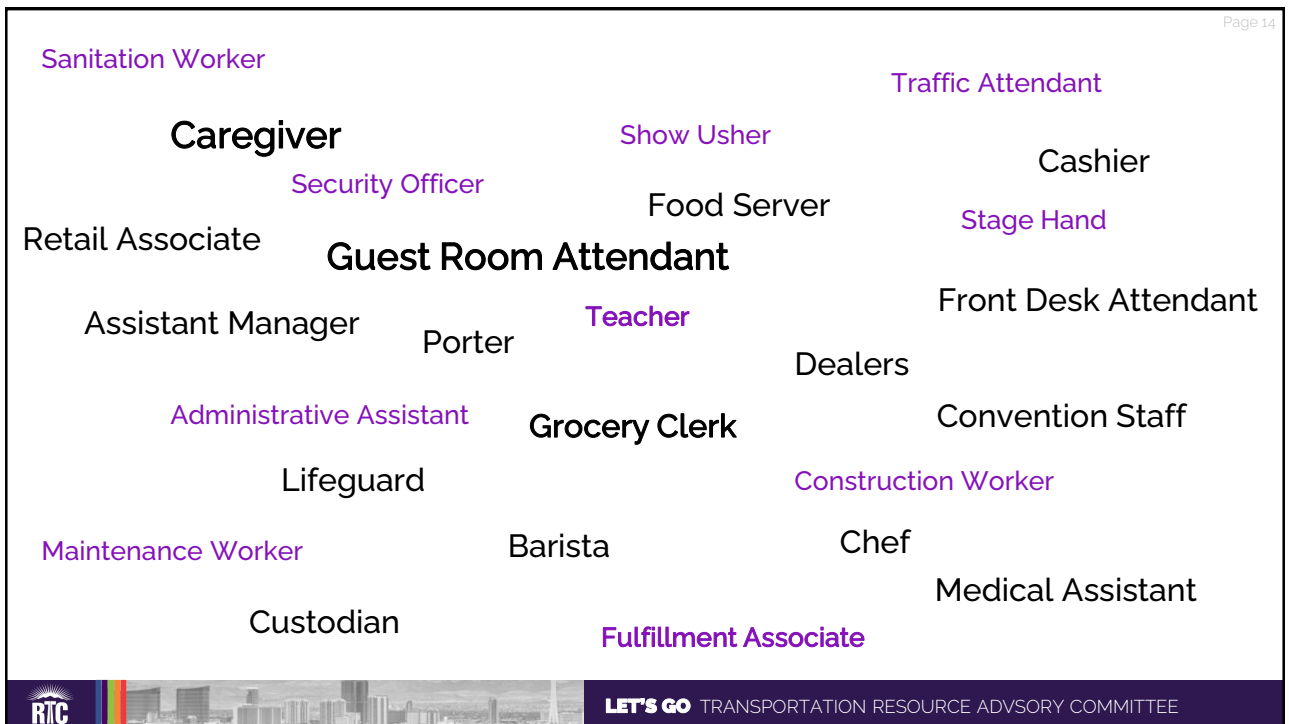 Page 14
Sanitation Worker
Traffic Attendant
Caregiver
Show Usher
Cashier
Security Officer
Food Server
Stage Hand
Retail Associate
Guest Room Attendant
Front Desk Attendant
Teacher
Assistant Manager
Porter
Dealers
Administrative Assistant
Grocery Clerk
Convention Staff
Lifeguard
Construction Worker
Maintenance Worker
Barista
Chef
Medical Assistant
Custodian
Fulfillment Associate
RTC
LET'S GO TRANSPORTATION RESOURCE ADVSORY COMMITTEE